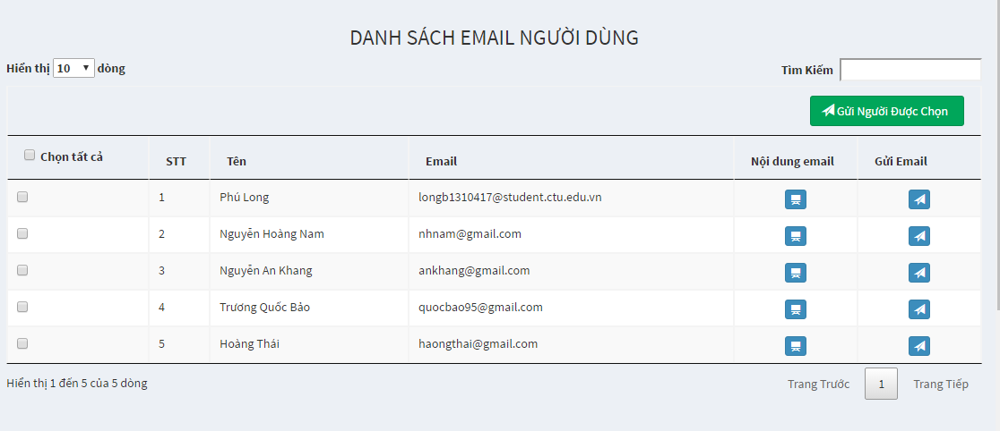 DANH SÁCH EMAIL NGƯỜI DÙNG
Hiển thị 10 dòng Tìm Kiếm
Gửi Người Được Chọn
Chọn tất cả STT Tên Email Nội dung email Gửi Email
1 Phú Long longb1310417@student.ctu.edu.vn
2 Nguyễn Hoàng Nam nhnam@gmail.com
3 Nguyễn An Khang ankhang@gmail.com
4 Trương Quốc Bảo quocbao95@gmail.com
5 Hoàng Thái haongthai@gmail.com
Hiển thị 1 đến 5 của 5 dòng Trang Trước 1 Trang Tiếp